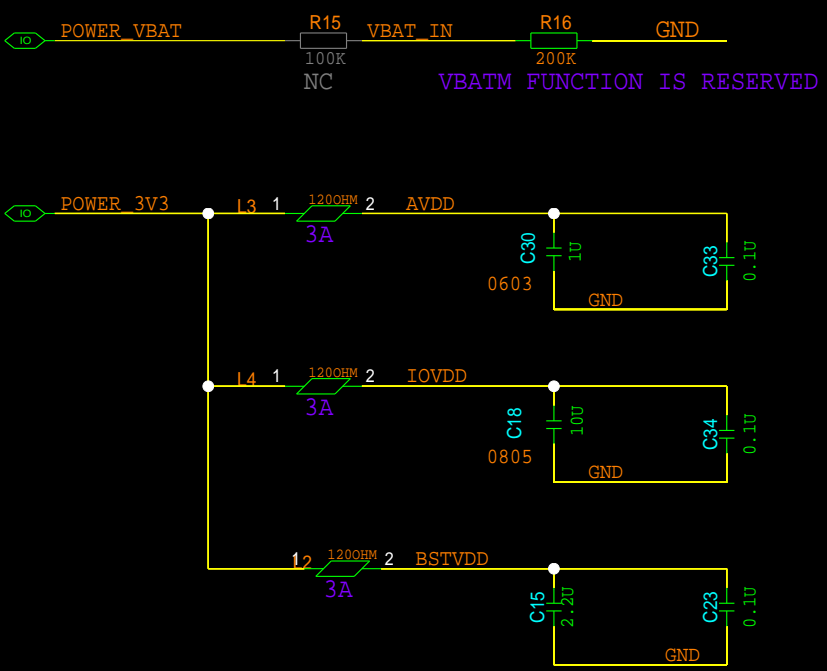 IO POWER_VBAT R15 VBAT_IN R16 GND
100K 200K
NC VBATM FUNCTION IS RESERVED
IO POWER_3V3 L3 1 120OHM 2 AVDD
3A
C30 1U C33 0.1U
0603
GND
L4 1 120OHM 2 IOVDD
3A
C18 10U C34 0.1U
0805
GND
1 L2 120OHM 2 BSTVDD
3A
C15 2.2U C23 0.1U
GND